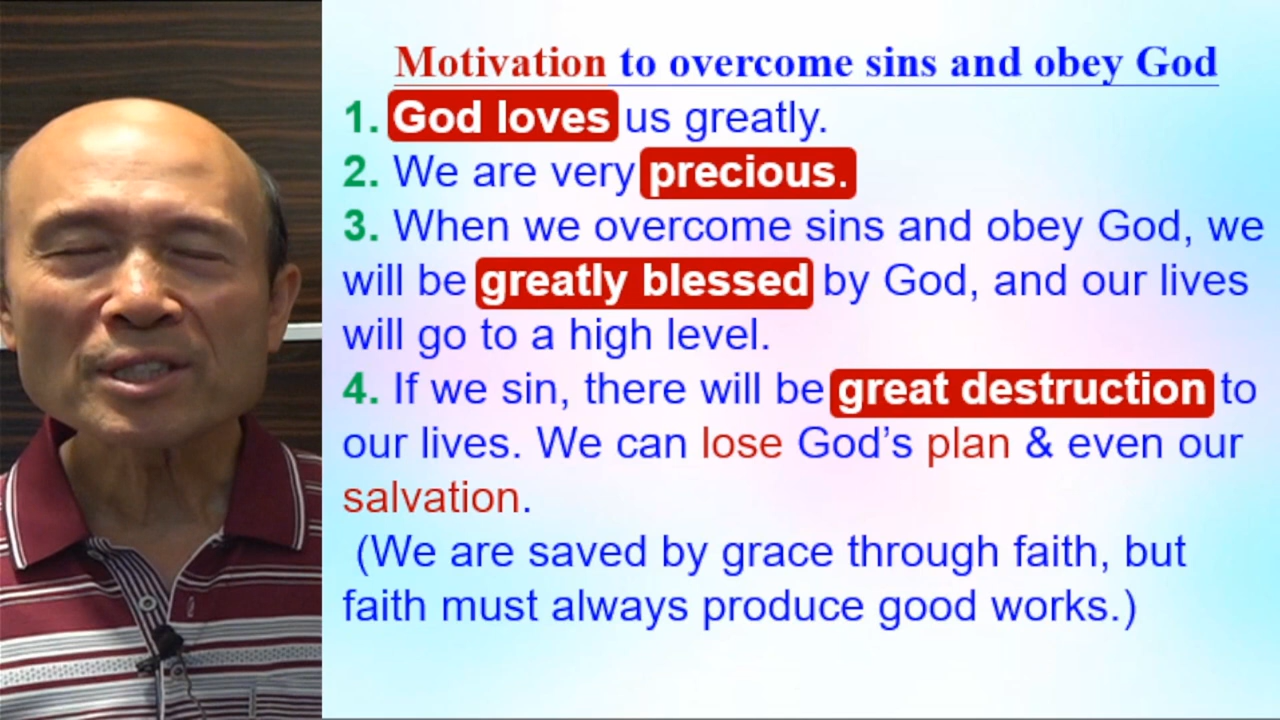 Motivation to overcome sins and obey God
1. God loves us greatly.
2. We are very precious.
3. When we overcome sins and obey God, we
will be greatly blessed by God, and our lives
will go to a high level.
4. If we sin, there will be great destruction to
our lives. We can lose God’s plan & even our
salvation.
(We are saved by grace through faith, but
faith must always produce good works.)